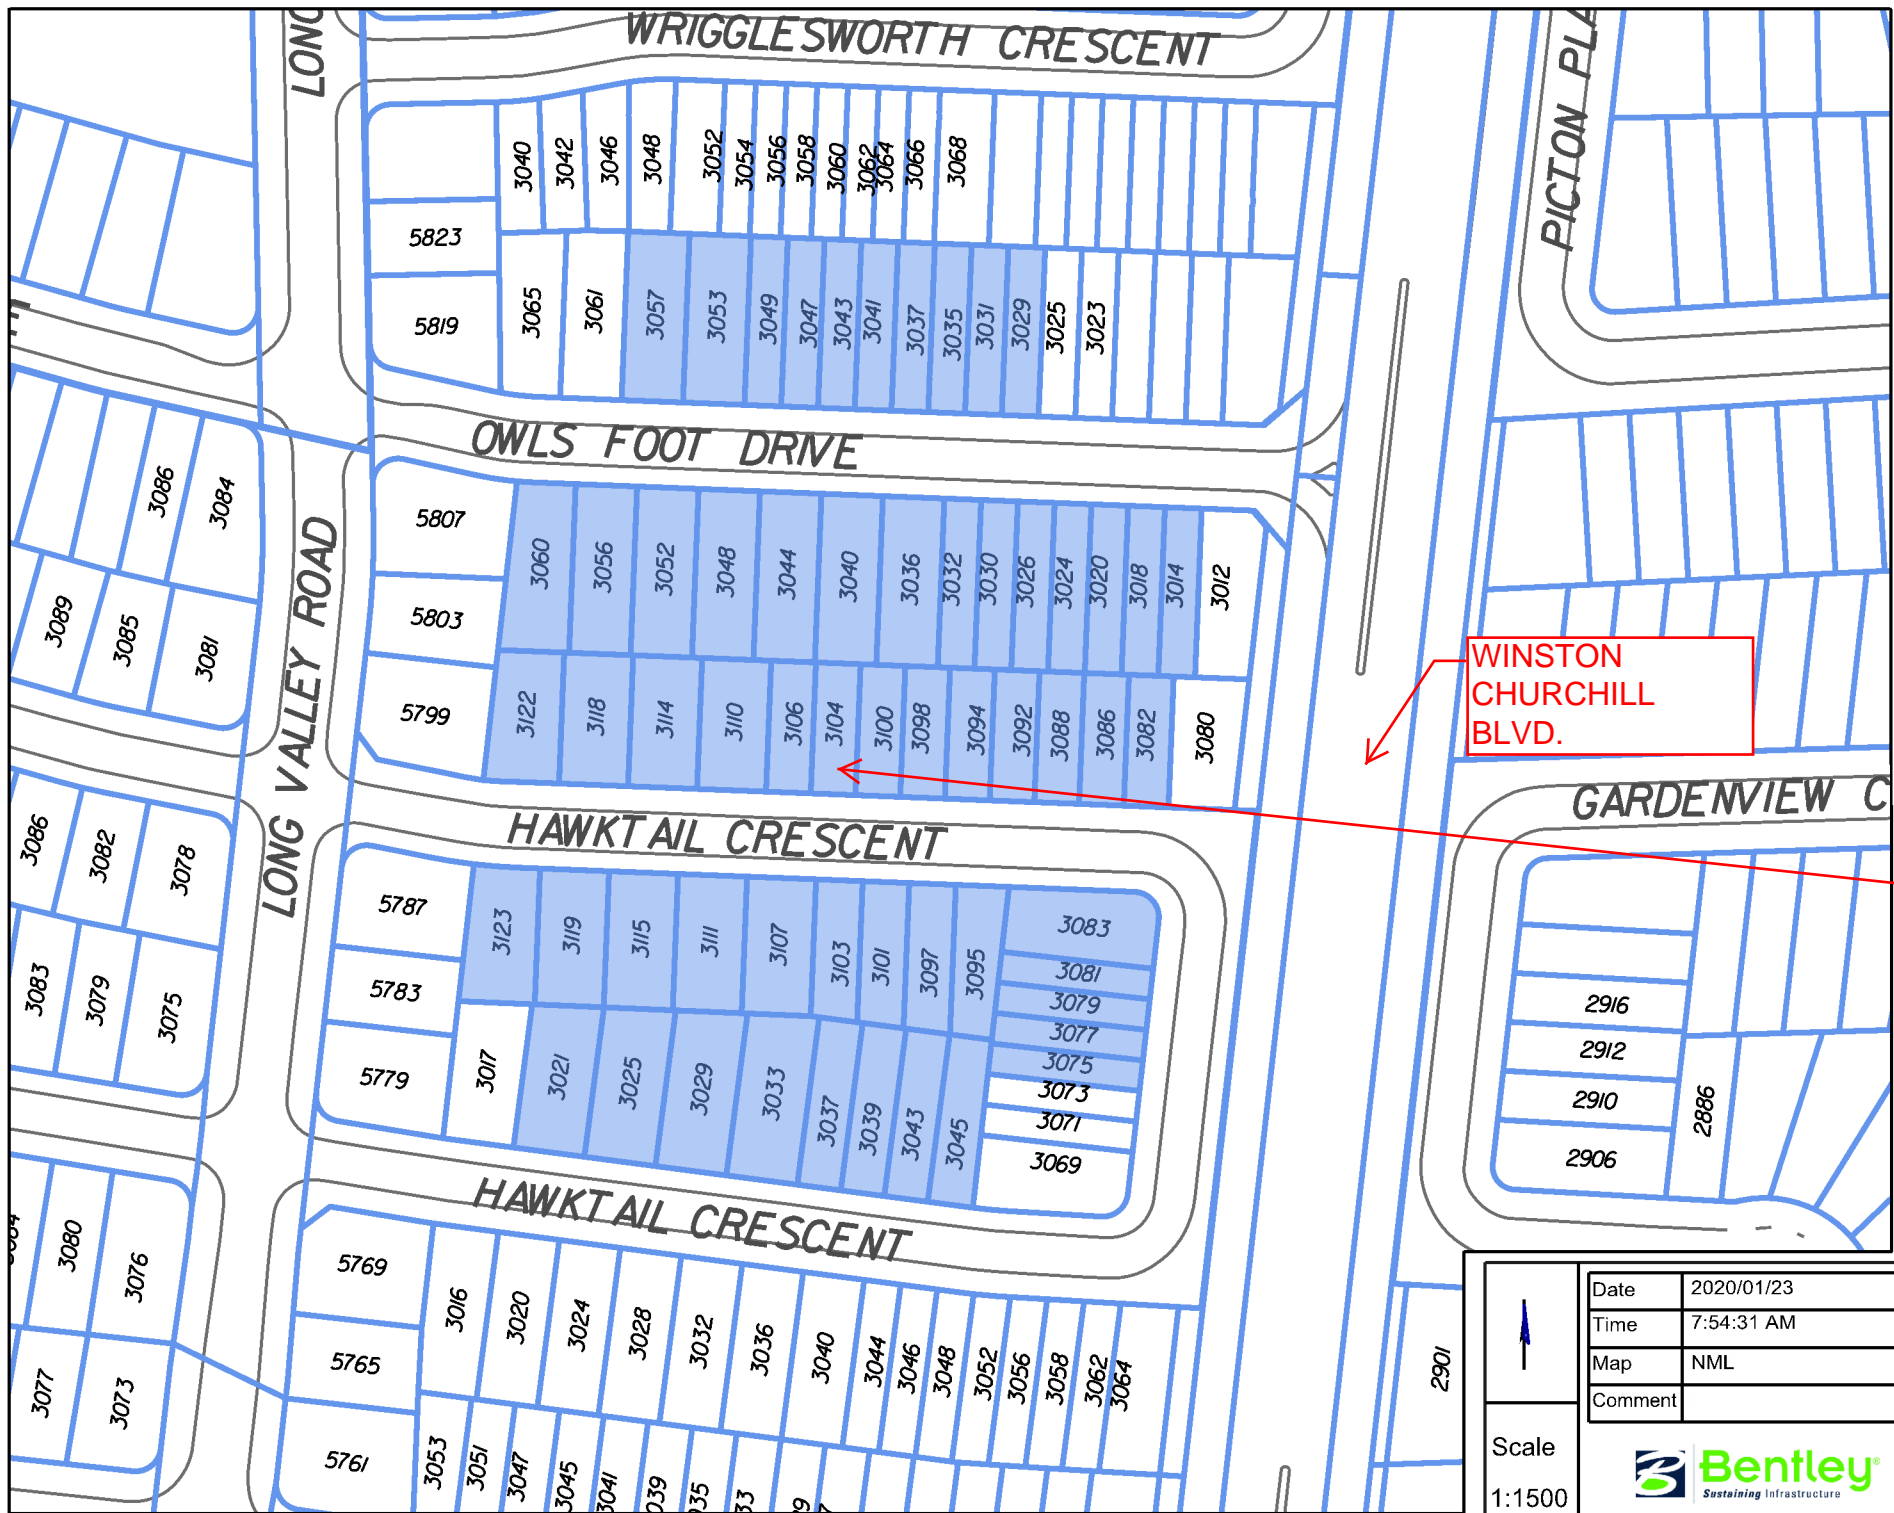 WRIGGLESWORTH CRESCENT
LONG
3040 3042 3046 3048 3052 3054 3056 3058 3060 3062 3064 3066 3068
5823
5819
3065 3061 3057 3053 3049 3047 3043 3041 3037 3035 3031 3029 3025 3023
OWLS FOOT DRIVE
PICTON PLA
3086 3084
3089 3085 3081
LONG VALLEY ROAD
5807
5803
5799
3060 3056 3052 3048 3044 3040 3036 3032 3030 3026 3024 3020 3018 3014 3012
3122 3118 3114 3110 3106 3104 3100 3098 3094 3092 3088 3086 3082 3080
WINSTON
CHURCHILL
BLVD.
GARDENVIEW C
HAWKTAIL CRESCENT
3086 3082 3078
3083 3079 3075
5787
5783
5779
3123 3119 3115 3111 3107 3103 3101 3097 3095
3083
3081
3079
3077
3075
3073
3071
3069
3017 3021 3025 3029 3033 3037 3039 3043 3045
2916
2912
2910
2906
2886
HAWKTAIL CRESCENT
3080 3076
3077 3073
5769
5765
5761
3016 3020 3024 3028 3032 3036 3040 3044 3046 3048 3052 3056 3058 3062 3064
3053 3051 3047 3045 3041 039 035 33
2901
Date 2020/01/23
Time 7:54:31 AM
Map NML
Comment
Scale
1:1500
Bentley®
Sustaining Infrastructure